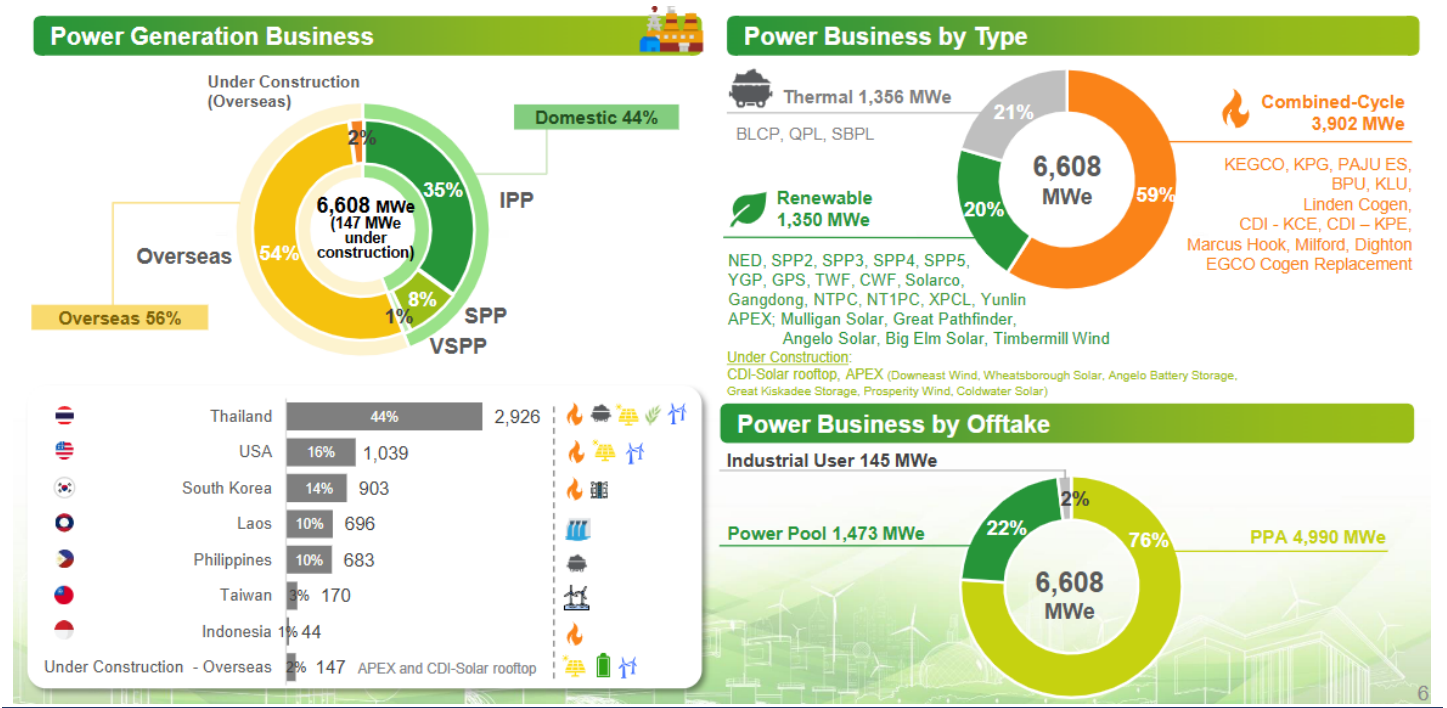 Power Generation Business
Under Construction
(Overseas)
Domestic 44%
2%
35%
IPP
6,608 MWe
(147 MWe
under
construction)
54%
Overseas
8%
SPP
1%
VSPP
Overseas 56%
Thailand 44% 2,926
USA 16% 1,039
South Korea 14% 903
Laos 10% 696
Philippines 10% 683
Taiwan 3% 170
Indonesia 1% 44
Under Construction - Overseas 2% 147 APEX and CDI-Solar rooftop
Power Business by Type
Thermal 1,356 MWe
BLCP, QPL, SBPL
21%
Combined-Cycle
3,902 MWe
6,608
MWe
59%
KEGCO, KPG, PAJU ES,
BPU, KLU,
Linden Cogen,
CDI - KCE, CDI – KPE,
Marcus Hook, Milford, Dighton
EGCO Cogen Replacement
Renewable
1,350 MWe
20%
NED, SPP2, SPP3, SPP4, SPP5,
YGP, GPS, TWF, CWF, Solarco,
Gangdong, NTPC, NT1PC, XPCL, Yunlin
APEX; Mulligan Solar, Great Pathfinder,
Angelo Solar, Big Elm Solar, Timbermill Wind
Under Construction:
CDI-Solar rooftop, APEX (Downeast Wind, Wheatsborough Solar, Angelo Battery Storage,
Great Kiskadee Storage, Prosperity Wind, Coldwater Solar)
Power Business by Offtake
Industrial User 145 MWe
2%
Power Pool 1,473 MWe
22%
76%
PPA 4,990 MWe
6,608
MWe
6